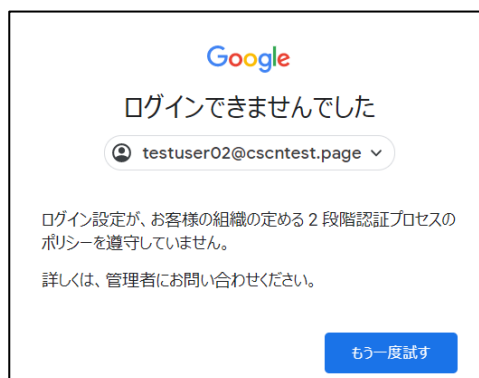 Google
ログインできませんでした
testuser02@cscntest.page
ログイン設定が、お客様の組織の定める 2 段階認証プロセスの
ポリシーを遵守していません。
詳しくは、管理者にお問い合わせください。
もう一度試す